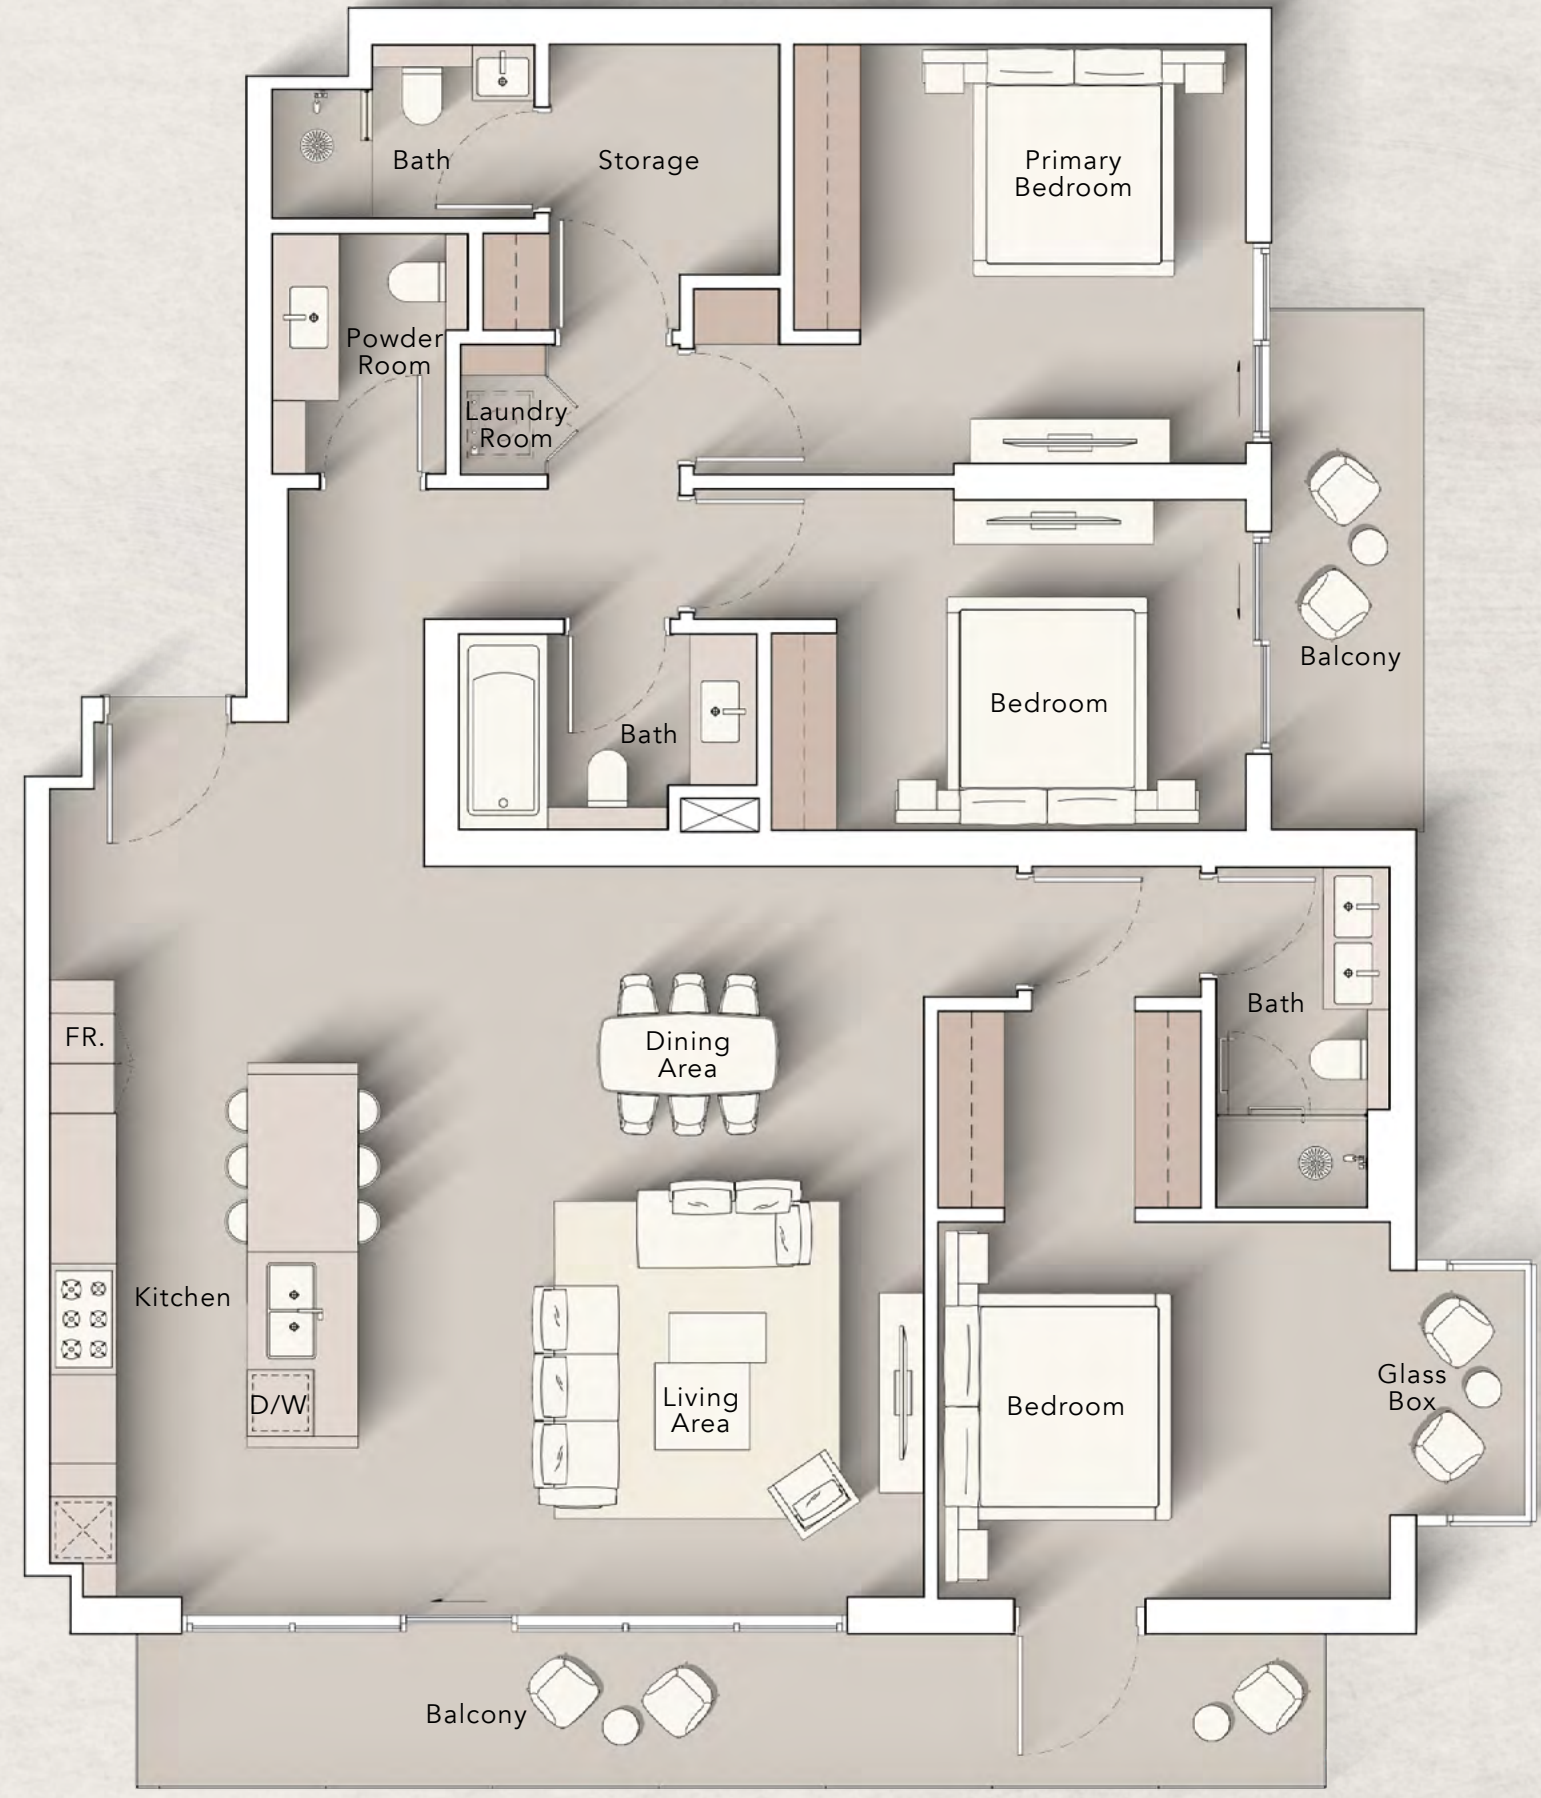 Bath
Storage
Primary
Bedroom
Powder
Room
Laundry
Room
Balcony
Bedroom
Bath
Bath
FR.
Dining
Area
Kitchen
D/W
Living
Area
Bedroom
Glass
Box
Balcony